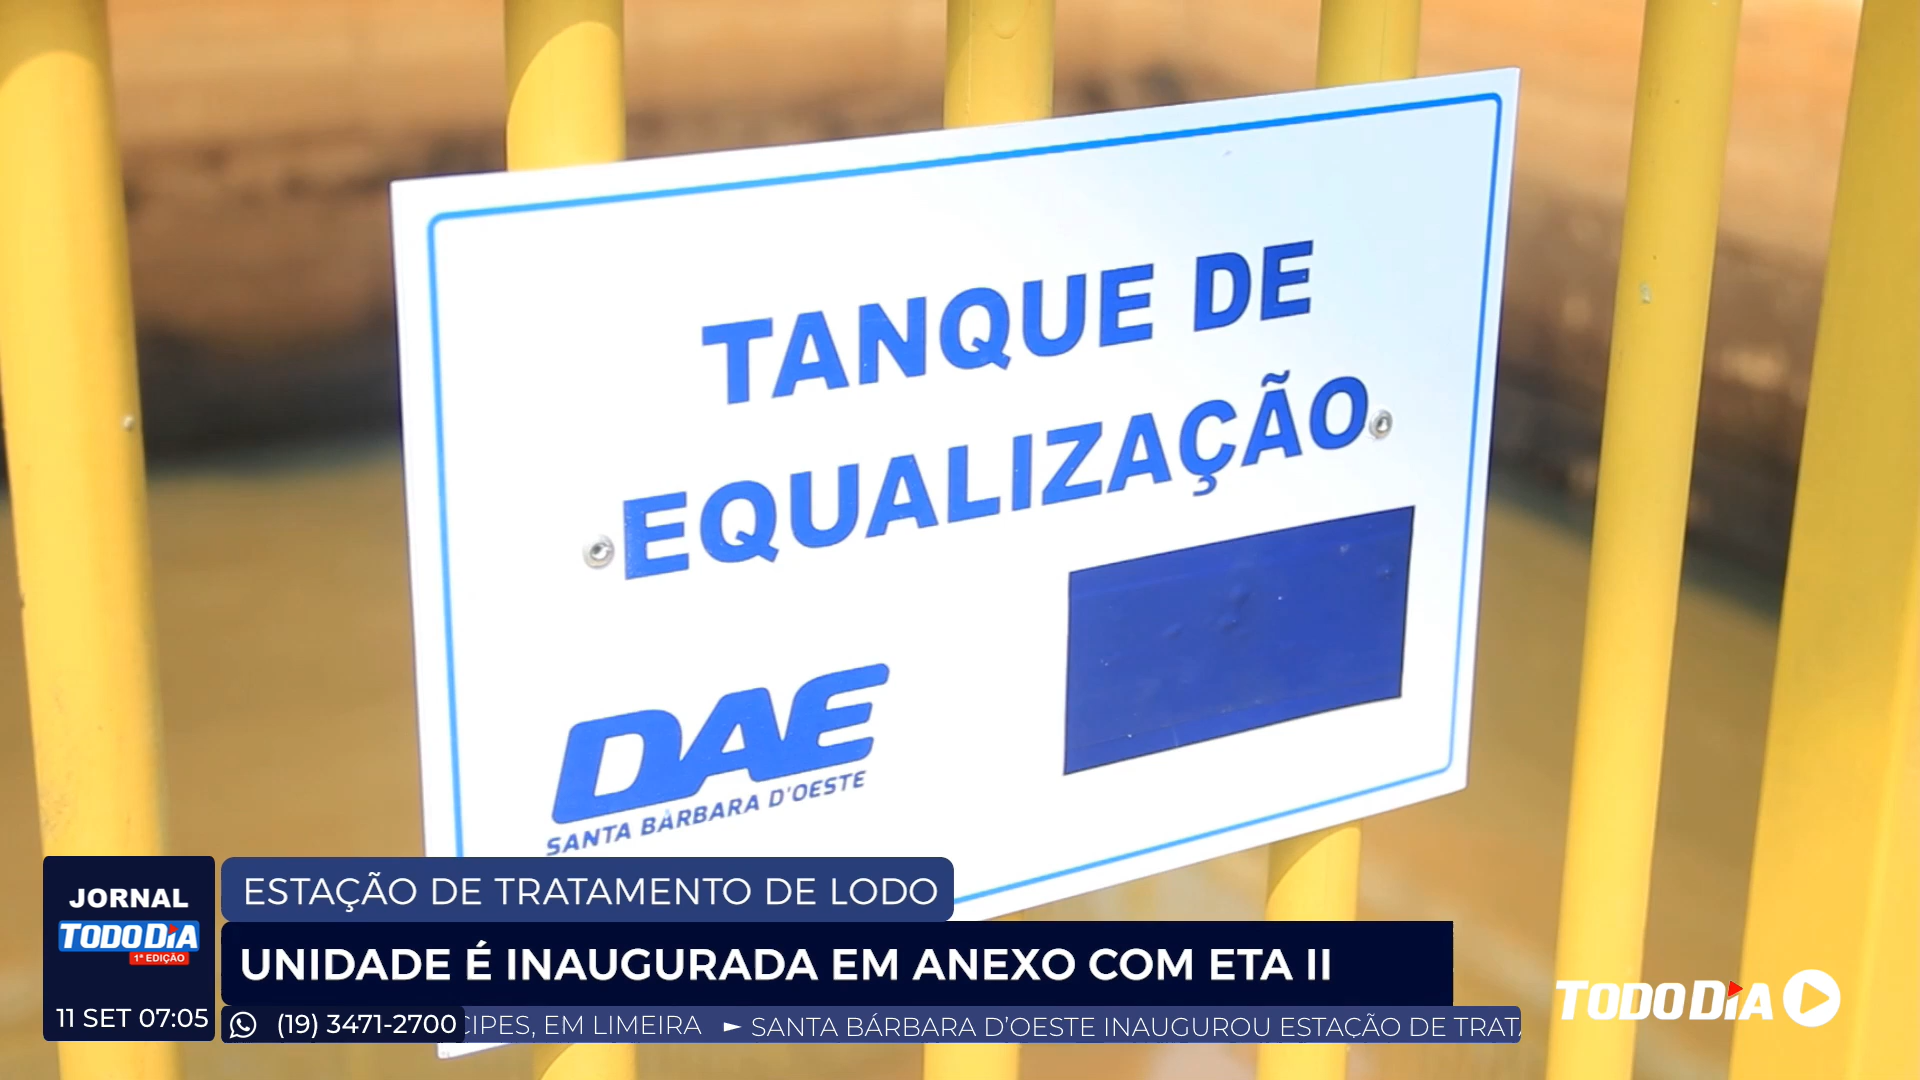 TANQUE DE
EQUALIZAÇÃO
DAE
SANTA BÁRBARA D'OESTE
JORNAL
TODODIA
1ª EDIÇÃO
11 SET 07:05
ESTAÇÃO DE TRATAMENTO DE LODO
UNIDADE É INAUGURADA EM ANEXO COM ETA II
(19) 3471-2700
CIPES, EM LIMEIRA ► SANTA BÁRBARA D'OESTE INAUGUROU ESTAÇÃO DE TRATA
TODODIA